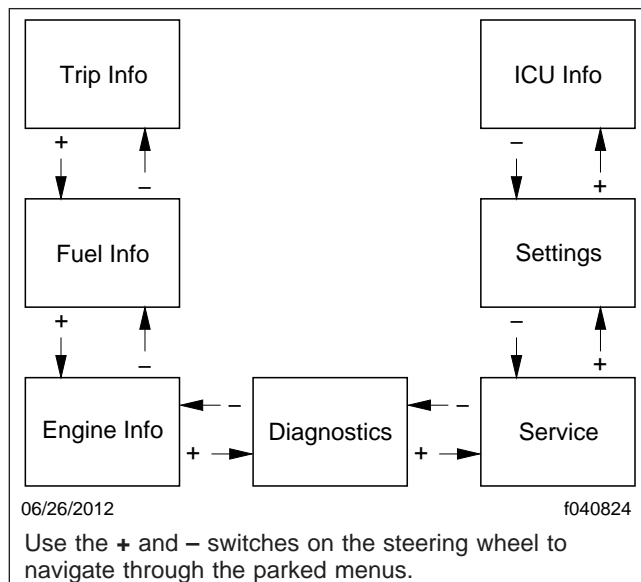 Trip Info
ICU Info
+
–
–
+
Fuel Info
Settings
+
–
–
+
Engine Info
–
+
Diagnostics
–
+
Service
06/26/2012
f040824
Use the + and – switches on the steering wheel to
navigate through the parked menus.